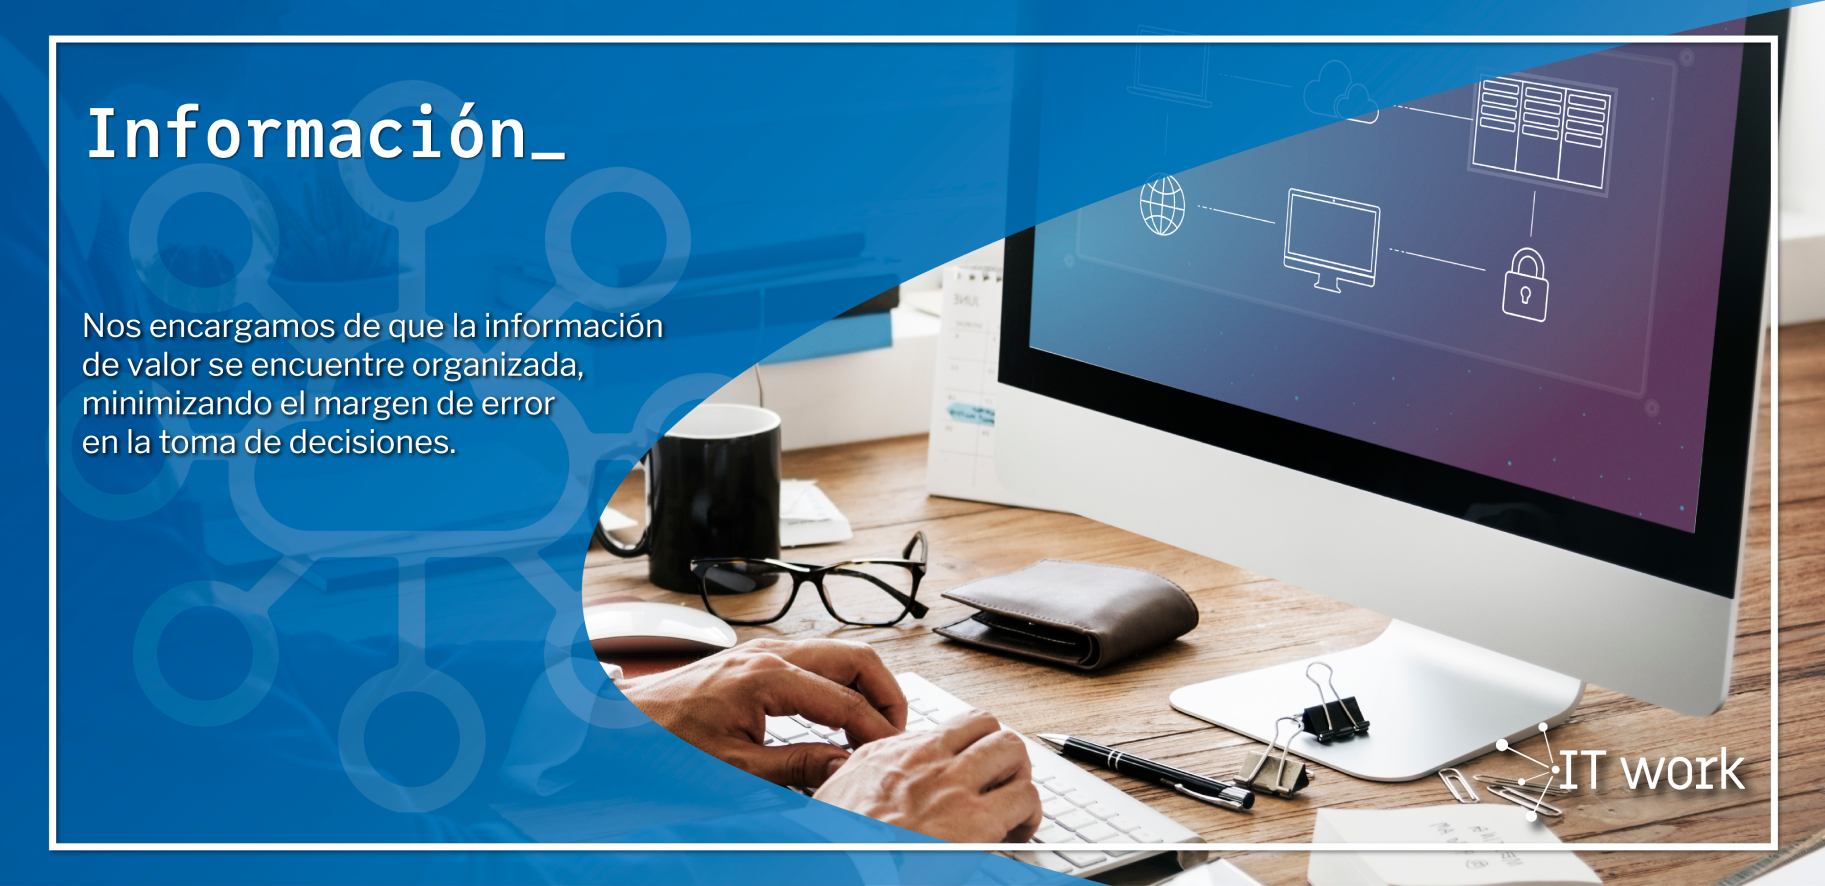 Información_
Nos encargamos de que la información
de valor se encuentre organizada,
minimizando el margen de error
en la toma de decisiones.
JUNE
IT work